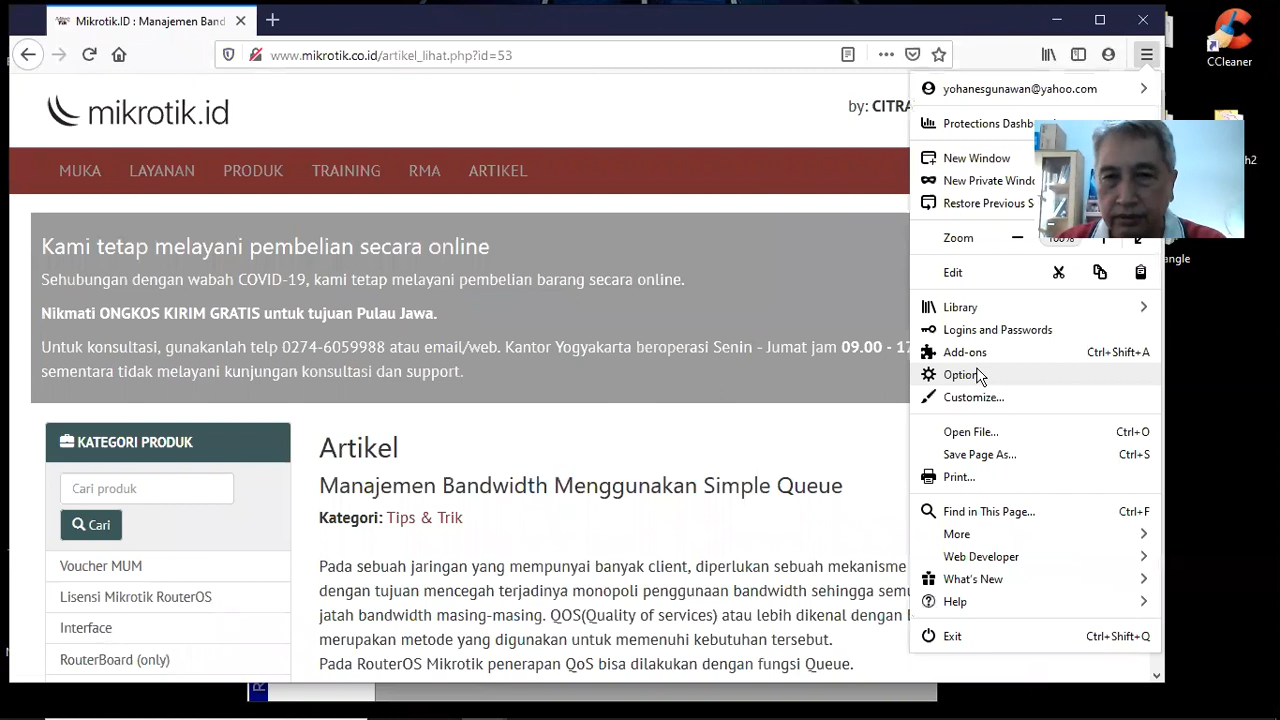 Mikrotik.ID : Manajemen Band
www.mikrotik.co.id/artikel_lihat.php?id=53
CCleaner
mikrotik.id
by: CITRA
MUKA LAYANAN PRODUK TRAINING RMA ARTIKEL
Kami tetap melayani pembelian secara online
Sehubungan dengan wabah COVID-19, kami tetap melayani pembelian barang secara online.
Nikmati ONGKOS KIRIM GRATIS untuk tujuan Pulau Jawa.
Untuk konsultasi, gunakanlah telp 0274-6059988 atau email/web. Kantor Yogyakarta beroperasi Senin - Jumat jam 09.00 - 17
sementara tidak melayani kunjungan konsultasi dan support.
KATEGORI PRODUK
Cari produk
Cari
Voucher MUM
Lisensi Mikrotik RouterOS
Interface
RouterBoard (only)
Artikel
Manajemen Bandwidth Menggunakan Simple Queue
Kategori: Tips & Trik
Pada sebuah jaringan yang mempunyai banyak client, diperlukan sebuah mekanisme
dengan tujuan mencegah terjadinya monopoli penggunaan bandwidth sehingga semu
jatah bandwidth masing-masing. QOS(Quality of services) atau lebih dikenal dengan
merupakan metode yang digunakan untuk memenuhi kebutuhan tersebut.
Pada RouterOS Mikrotik penerapan QoS bisa dilakukan dengan fungsi Queue.
yohanesgunawan@yahoo.com
Protections Dashb
New Window
New Private Windo
Restore Previous S
Zoom
Edit
Library
Logins and Passwords
Add-ons Ctrl+Shift+A
Option
Customize...
Open File... Ctrl+O
Save Page As... Ctrl+S
Print...
Find in This Page... Ctrl+F
More
Web Developer
What's New
Help
Exit Ctrl+Shift+Q